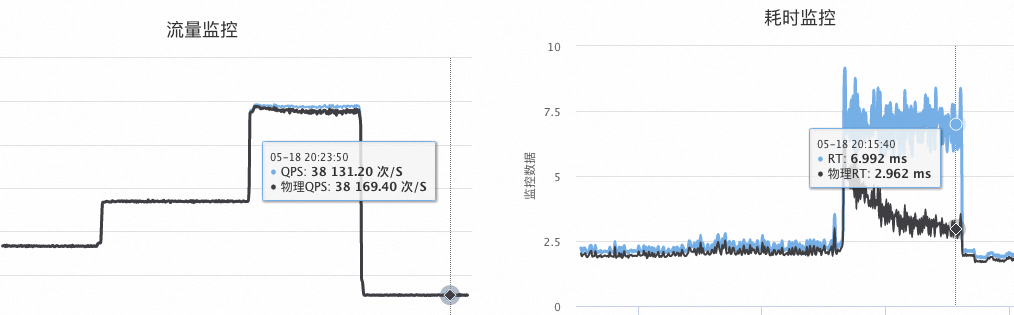 流量监控
05-18 20:23:50
QPS: 38 131.20 次/S
物理QPS: 38 169.40 次/S
耗时监控
监控数据
10
7.5
5
2.5
0
05-18 20:15:40
RT: 6.992 ms
物理RT: 2.962 ms